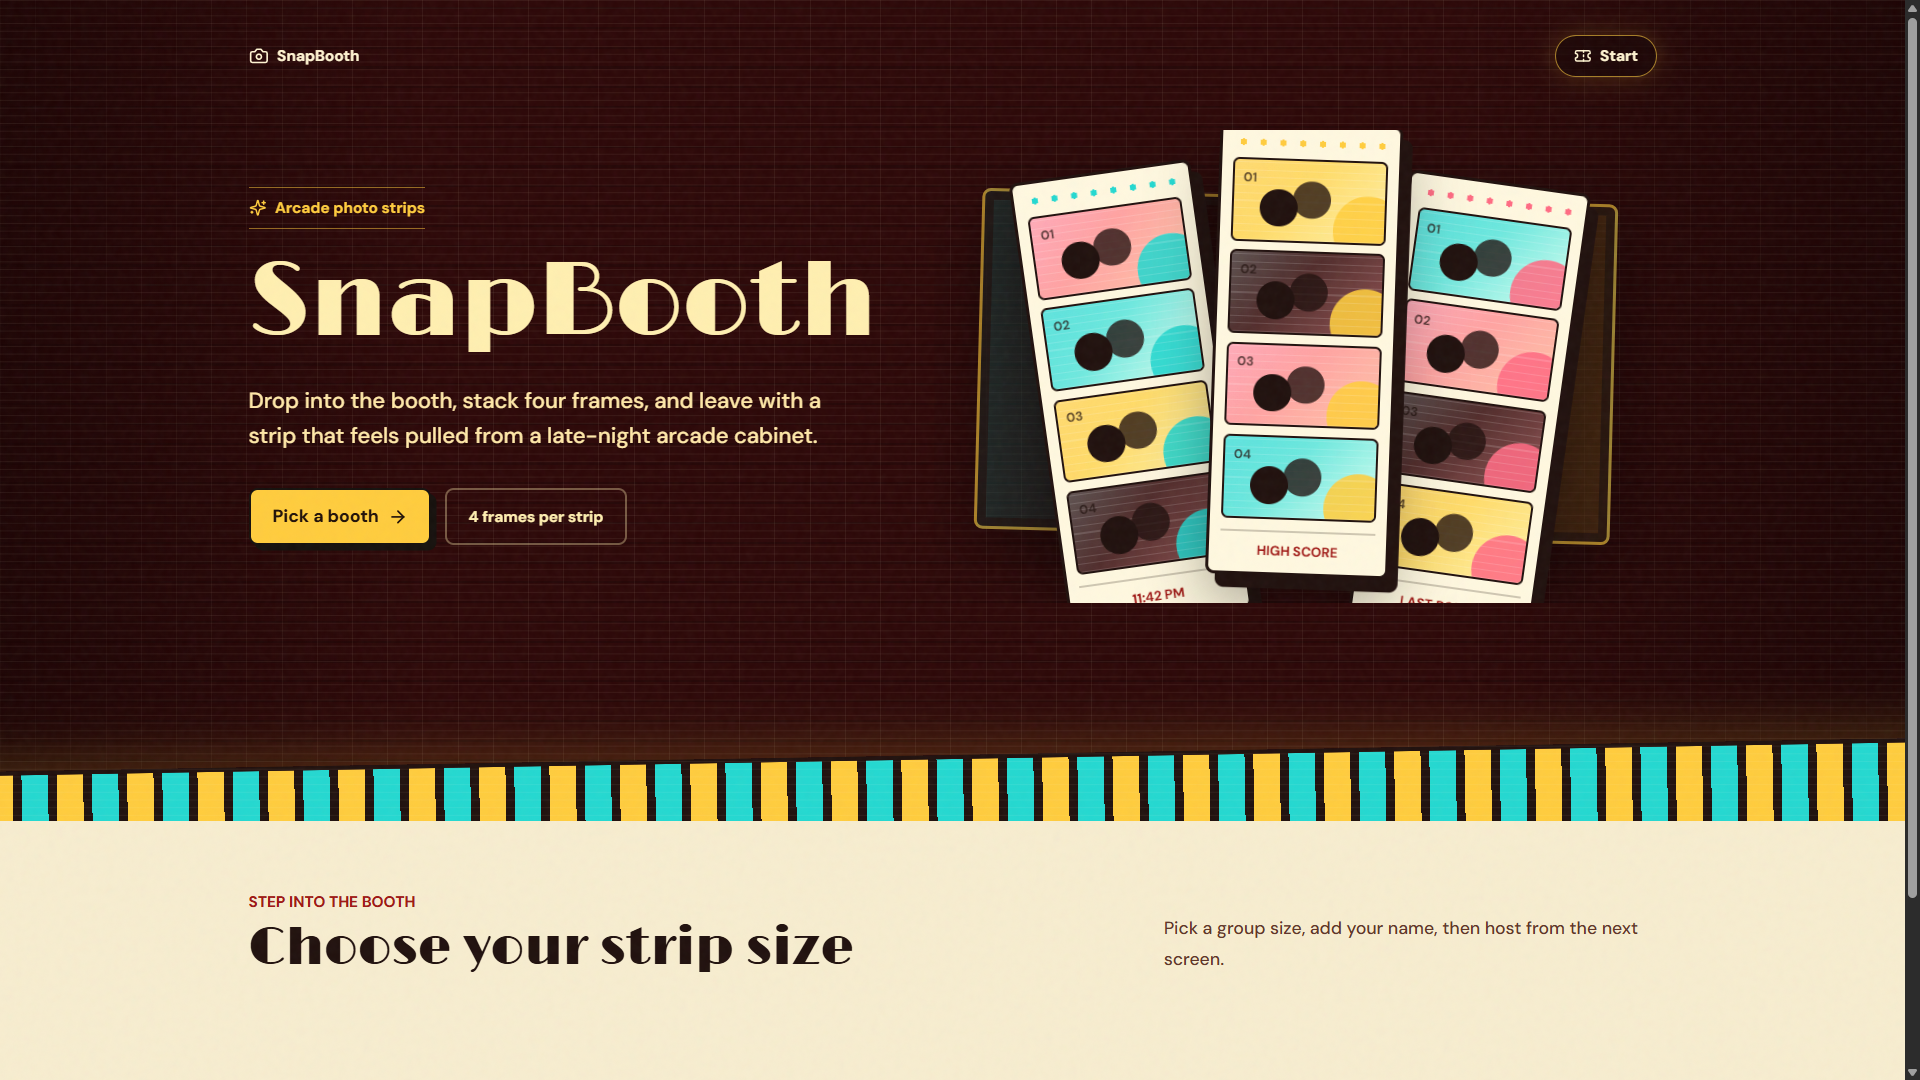 SnapBooth
Start
Arcade photo strips
SnapBooth
Drop into the booth, stack four frames, and leave with a
strip that feels pulled from a late-night arcade cabinet.
Pick a booth
4 frames per strip
01
02
03
04
11:42 PM
01
02
03
04
HIGH SCORE
01
02
03
STEP INTO THE BOOTH
Choose your strip size
Pick a group size, add your name, then host from the next
screen.